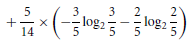 + 5/14 × (−3/5 log₂ 3/5 − 2/5 log₂ 2/5)